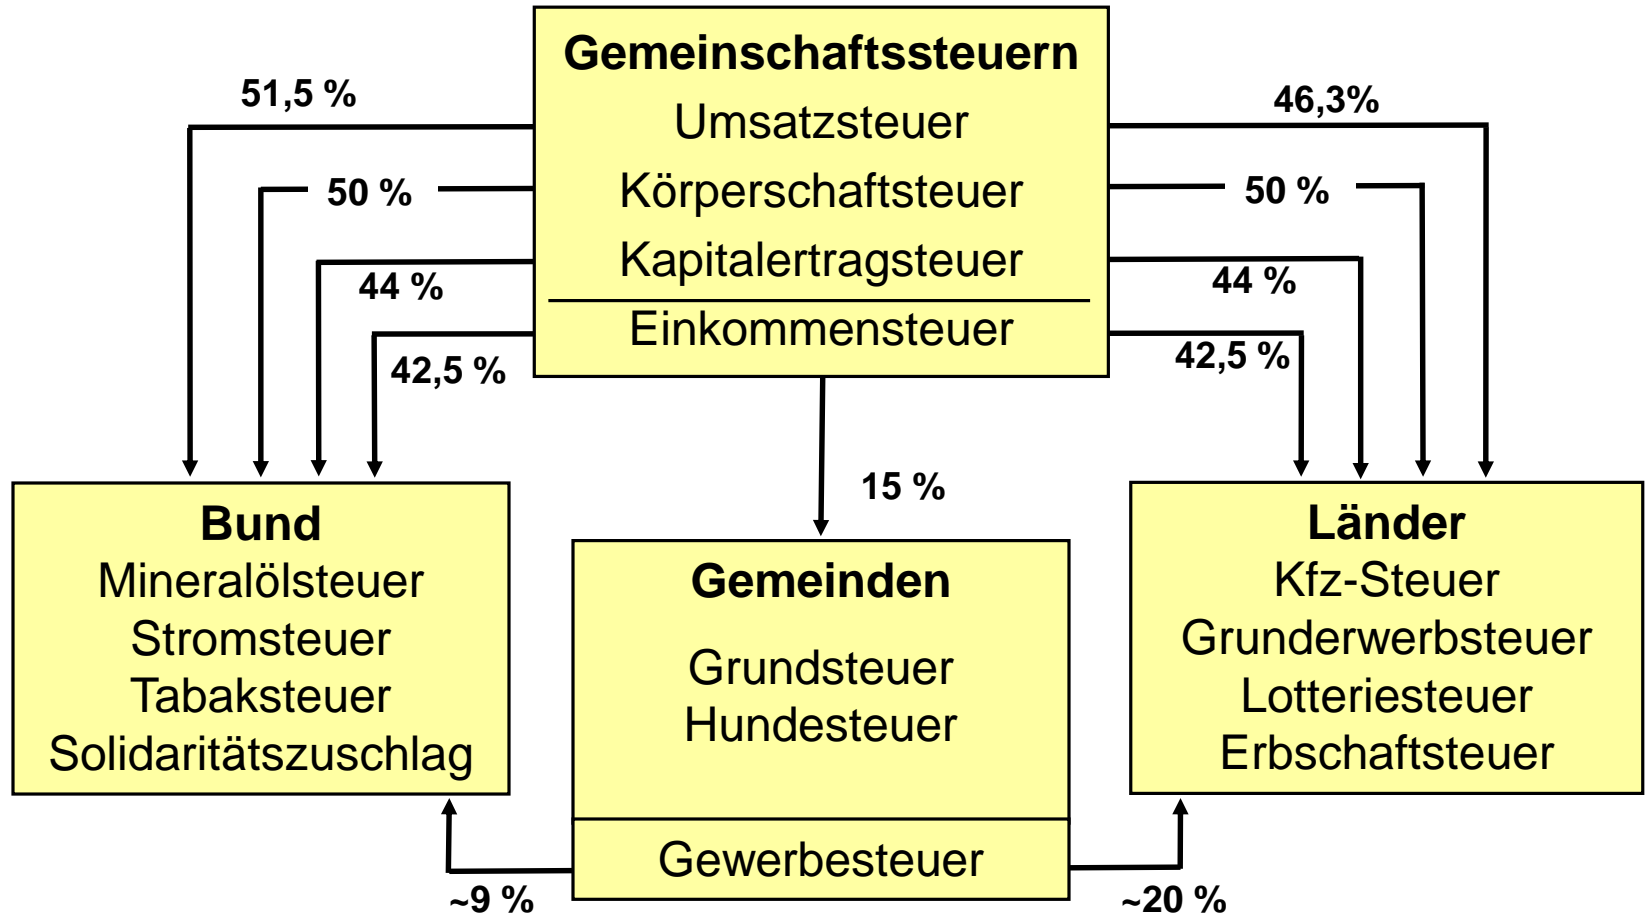 Gemeinschaftssteuern
51,5 %
46,3%
Umsatzsteuer
50 %
Körperschaftsteuer
50 %
Kapitalertragsteuer
44 %
44 %
Einkommensteuer
42,5 %
42,5 %
15 %
Bund
Mineralölsteuer
Stromsteuer
Tabaksteuer
Solidaritätszuschlag
Gemeinden
Grundsteuer
Hundesteuer
Gewerbesteuer
Länder
Kfz-Steuer
Grunderwerbsteuer
Lotteriesteuer
Erbschaftsteuer
~9 %
~20 %